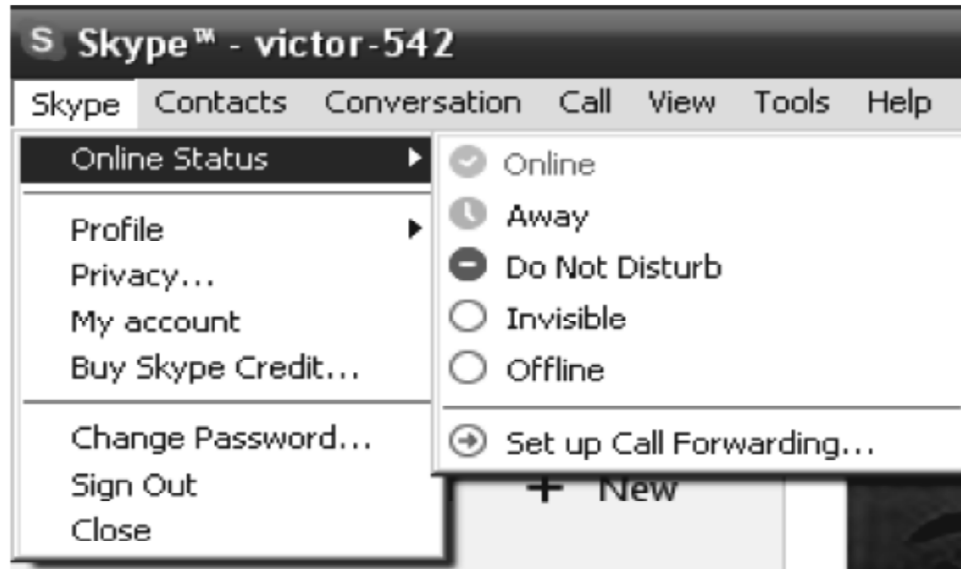 S Skype™ - victor-542
Skype Contacts Conversation Call View Tools Help
Online Status
Profile
Privacy...
My account
Buy Skype Credit...
Change Password...
Sign Out
Close
Online
Away
Do Not Disturb
Invisible
Offline
Set up Call Forwarding...
+ New